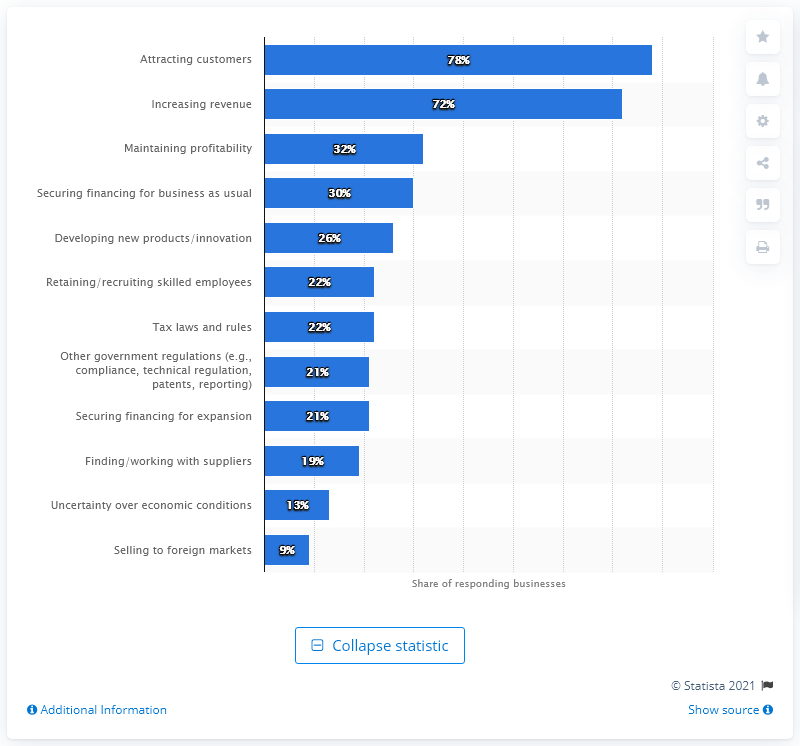 Attracting customers 78%
Increasing revenue 72%
Maintaining profitability 32%
Securing financing for business as usual 30%
Developing new products/innovation 26%
Retaining/recruiting skilled employees 22%
Tax laws and rules 22%
Other government regulations (e.g.,
compliance, technical regulation,
patents, reporting) 21%
Securing financing for expansion 21%
Finding/working with suppliers 19%
Uncertainty over economic conditions 13%
Selling to foreign markets 9%
Share of responding businesses
Collapse statistic
© Statista 2021
Additional Information Show source